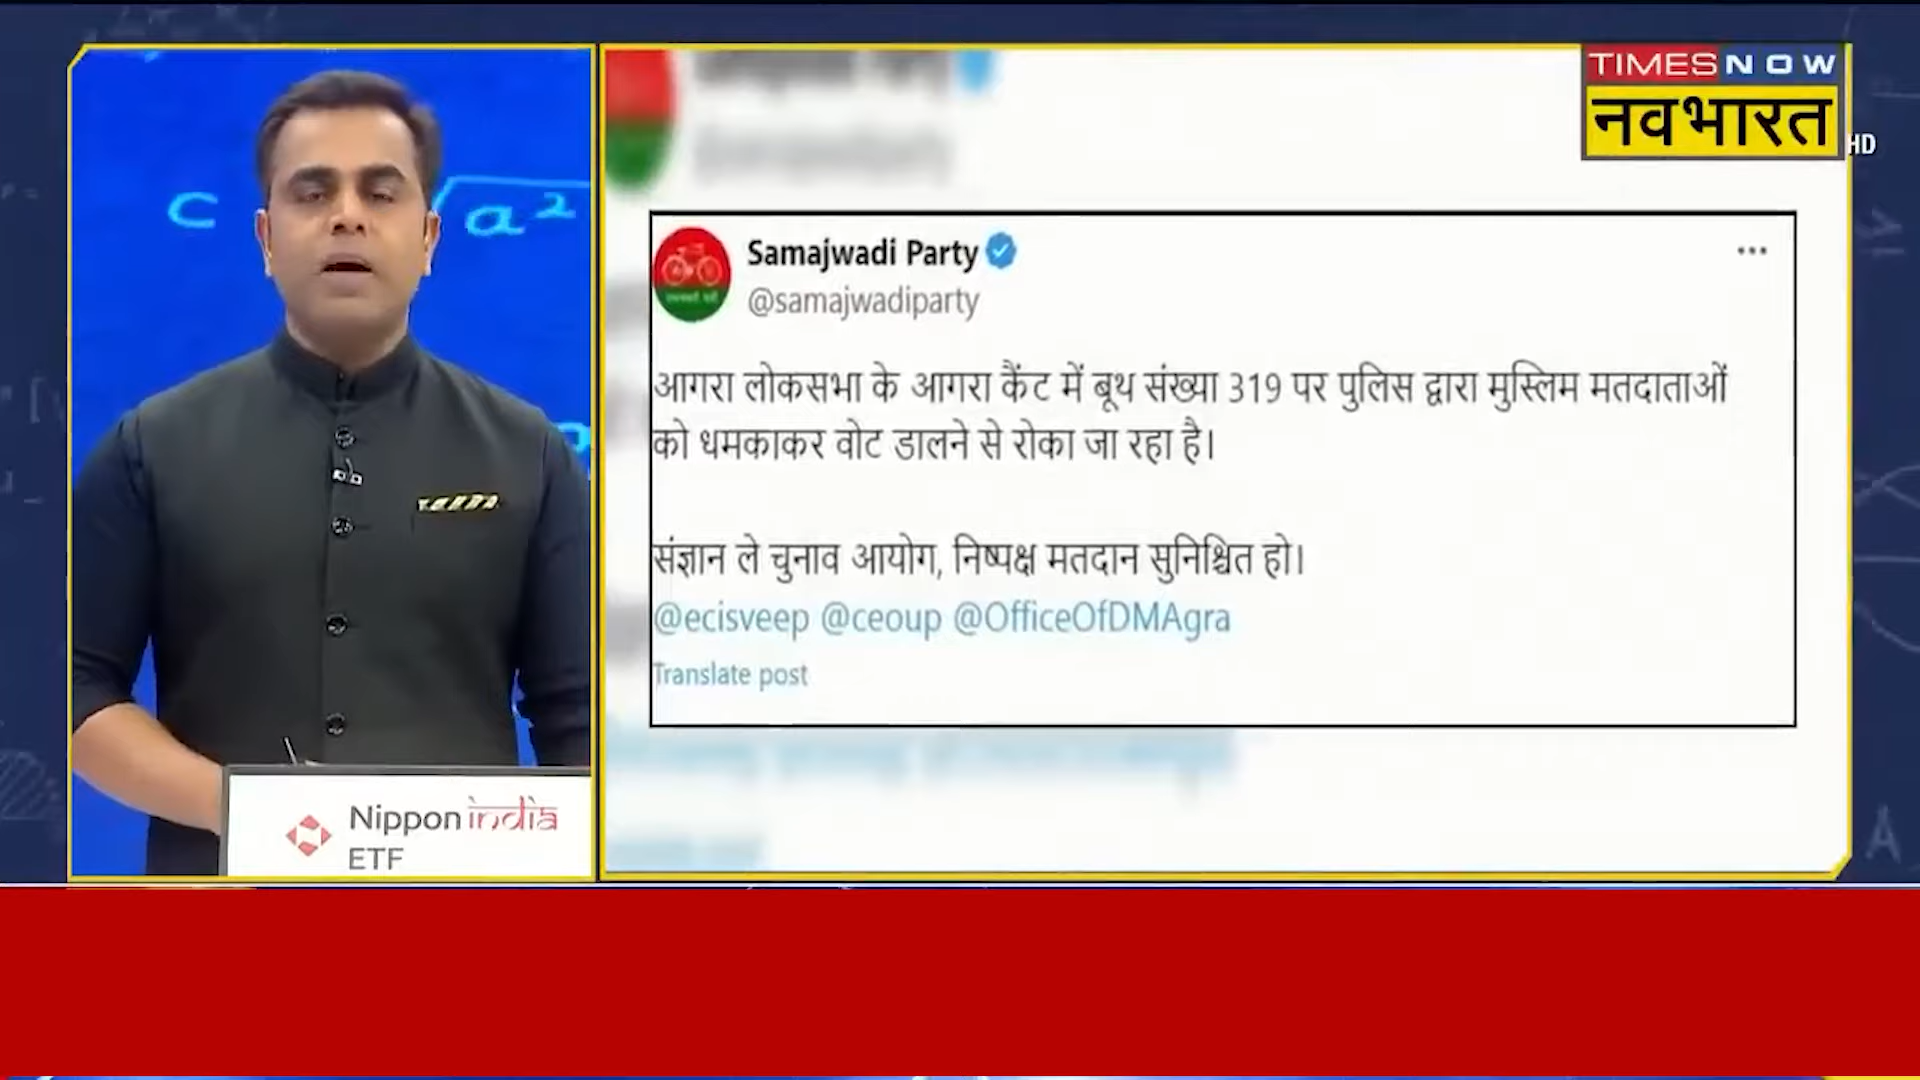 TIMES NOW
नवभारत
HD
c √a²
Samajwadi Party
@samajwadiparty
आगरा लोकसभा के आगरा कैंट में बूथ संख्या 319 पर पुलिस द्वारा मुस्लिम मतदाताओं
को धमकाकर वोट डालने से रोका जा रहा है।
संज्ञान ले चुनाव आयोग, निष्पक्ष मतदान सुनिश्चित हो।
@ecisveep @ceoup @OfficeOfDMAgra
Translate post
Nippon india
ETF